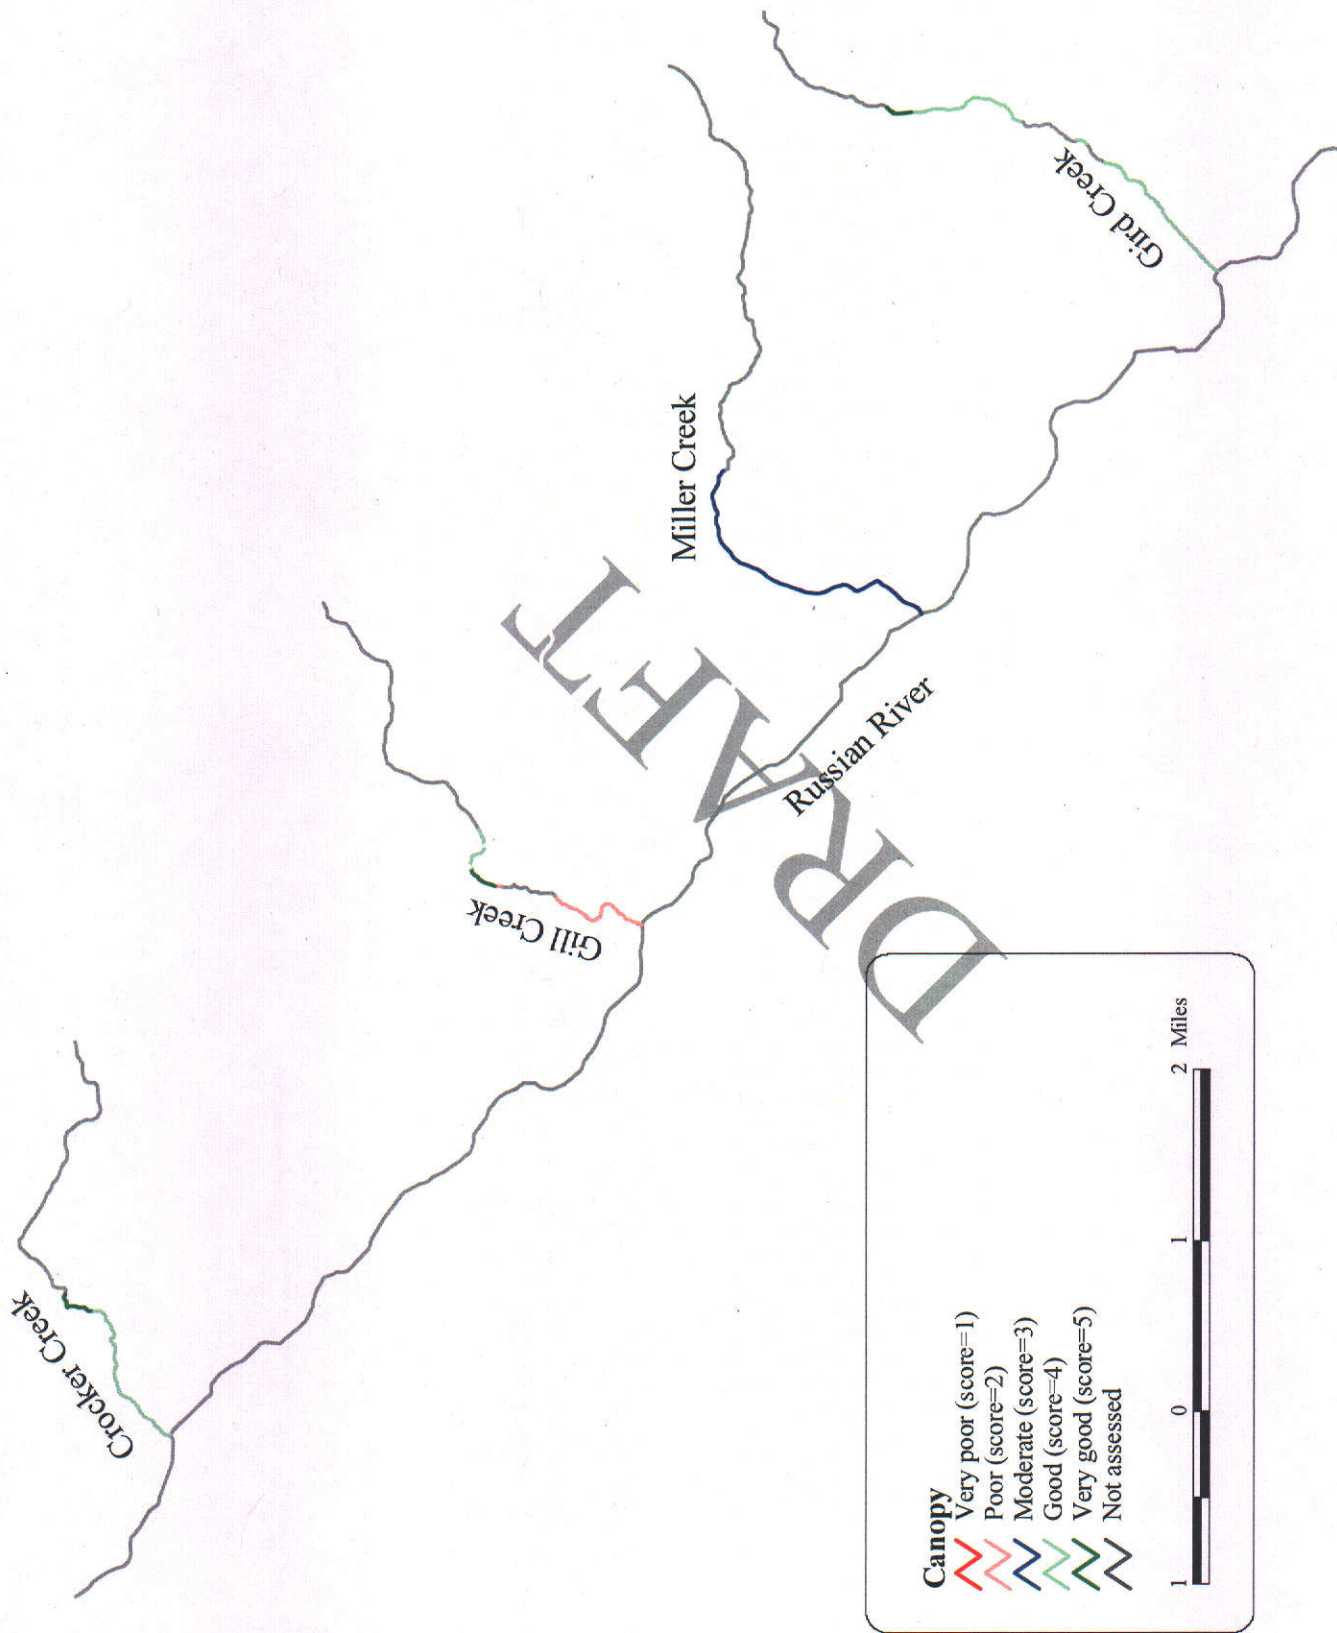 Crocker Creek
Gill Creek
Miller Creek
Gird Creek
Russian River
DRAFT
Canopy
Very poor (score=1)
Poor (score=2)
Moderate (score=3)
Good (score=4)
Very good (score=5)
Not assessed
1 0 1 2 Miles